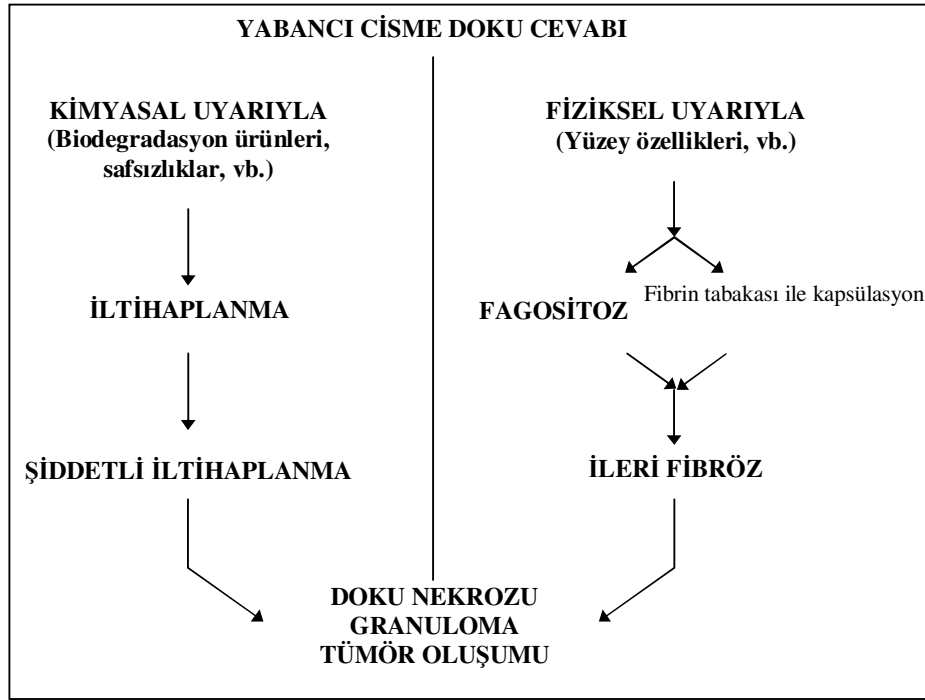 YABANCI CİSME DOKU CEVABI
KİMYASAL UYARIYLA
(Biodegradasyon ürünleri,
safsızlıklar, vb.)
FİZİKSEL UYARIYLA
(Yüzey özellikleri, vb.)
İLTİHAPLANMA
FAGOSİTOZ
Fibrin tabakası ile kapsülasyon
ŞİDDETLİ İLTİHAPLANMA
İLERİ FİBRÖZ
DOKU NEKROZU
GRANULOMA
TÜMÖR OLUŞUMU